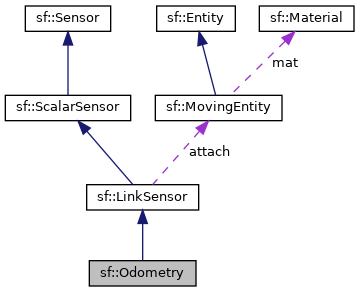 sf::Sensor
sf::Entity
sf::Material
mat
sf::ScalarSensor
sf::MovingEntity
attach
sf::LinkSensor
sf::Odometry